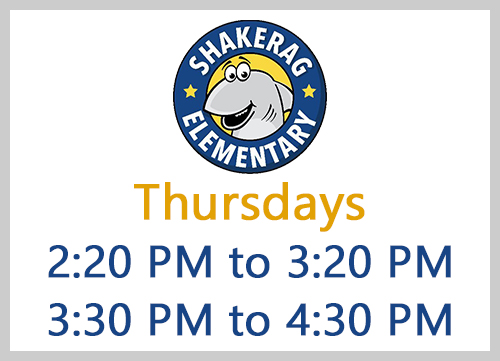 SHAKERAG
ELEMENTARY
Thursdays
2:20 PM to 3:20 PM
3:30 PM to 4:30 PM